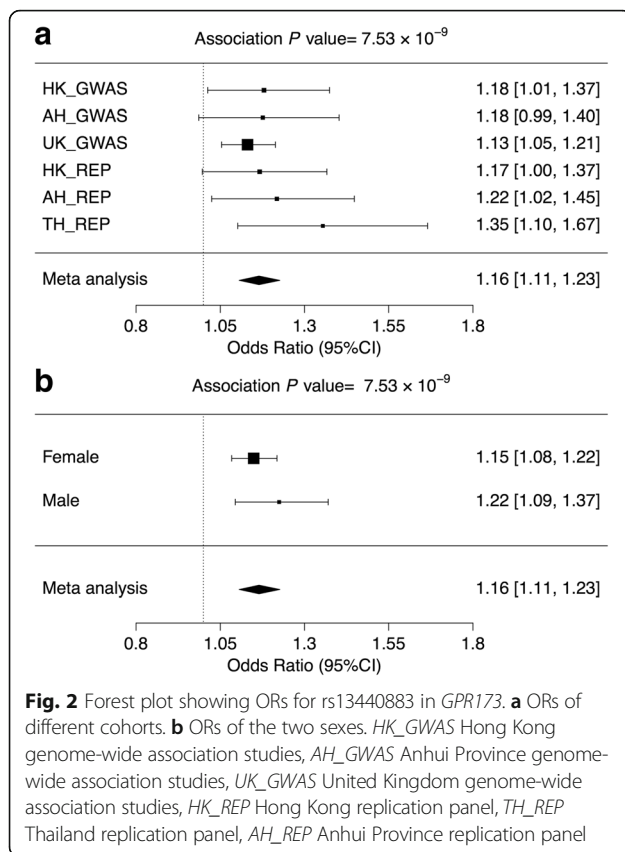 a
Association P value= 7.53 × 10⁻⁹
HK_GWAS 1.18 [1.01, 1.37]
AH_GWAS 1.18 [0.99, 1.40]
UK_GWAS 1.13 [1.05, 1.21]
HK_REP 1.17 [1.00, 1.37]
AH_REP 1.22 [1.02, 1.45]
TH_REP 1.35 [1.10, 1.67]
Meta analysis 1.16 [1.11, 1.23]
0.8 1.05 1.3 1.55 1.8
Odds Ratio (95%CI)
b
Association P value= 7.53 × 10⁻⁹
Female 1.15 [1.08, 1.22]
Male 1.22 [1.09, 1.37]
Meta analysis 1.16 [1.11, 1.23]
0.8 1.05 1.3 1.55 1.8
Odds Ratio (95%CI)
Fig. 2 Forest plot showing ORs for rs13440883 in GPR173. a ORs of
different cohorts. b ORs of the two sexes. HK_GWAS Hong Kong
genome-wide association studies, AH_GWAS Anhui Province genome-
wide association studies, UK_GWAS United Kingdom genome-wide
association studies, HK_REP Hong Kong replication panel, TH_REP
Thailand replication panel, AH_REP Anhui Province replication panel